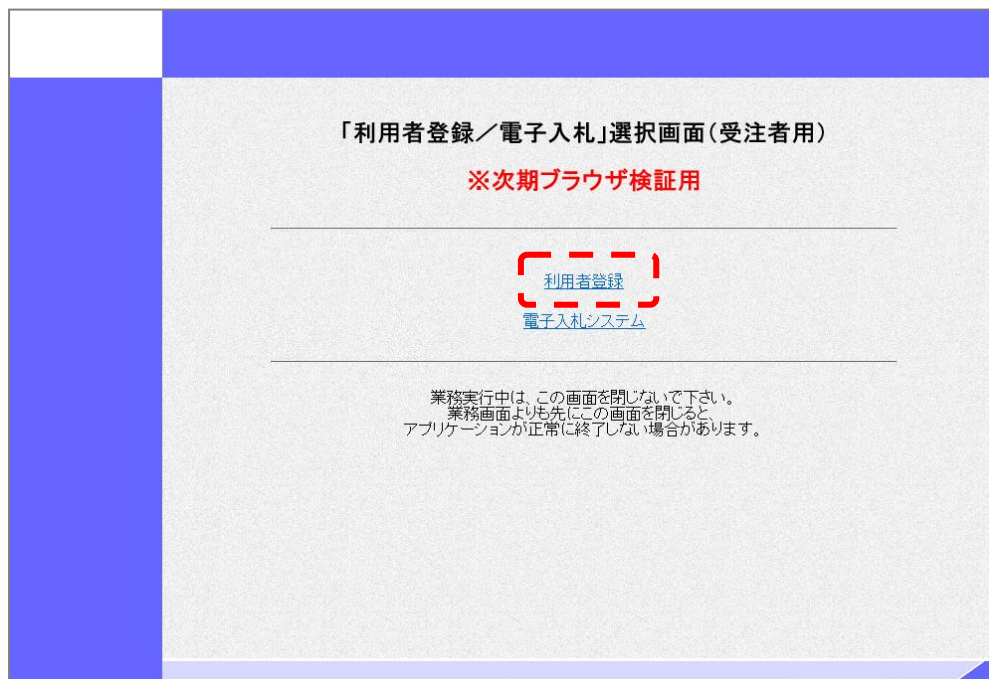 「利用者登録／電子入札」選択画面（受注者用）
※次期ブラウザ検証用
利用者登録
電子入札システム
業務実行中は、この画面を閉じないで下さい。
業務画面よりも先にこの画面を閉じると、
アプリケーションが正常に終了しない場合があります。